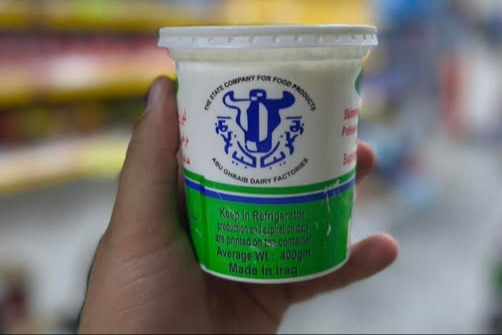 THE STATE COMPANY FOR FOOD PRODUCTS
ABU GHRAIB DAIRY FACTORIES
Keep In Refrigerator
production and expiration date
are printed on the container
Average Wt : 400gm
Made In Iraq